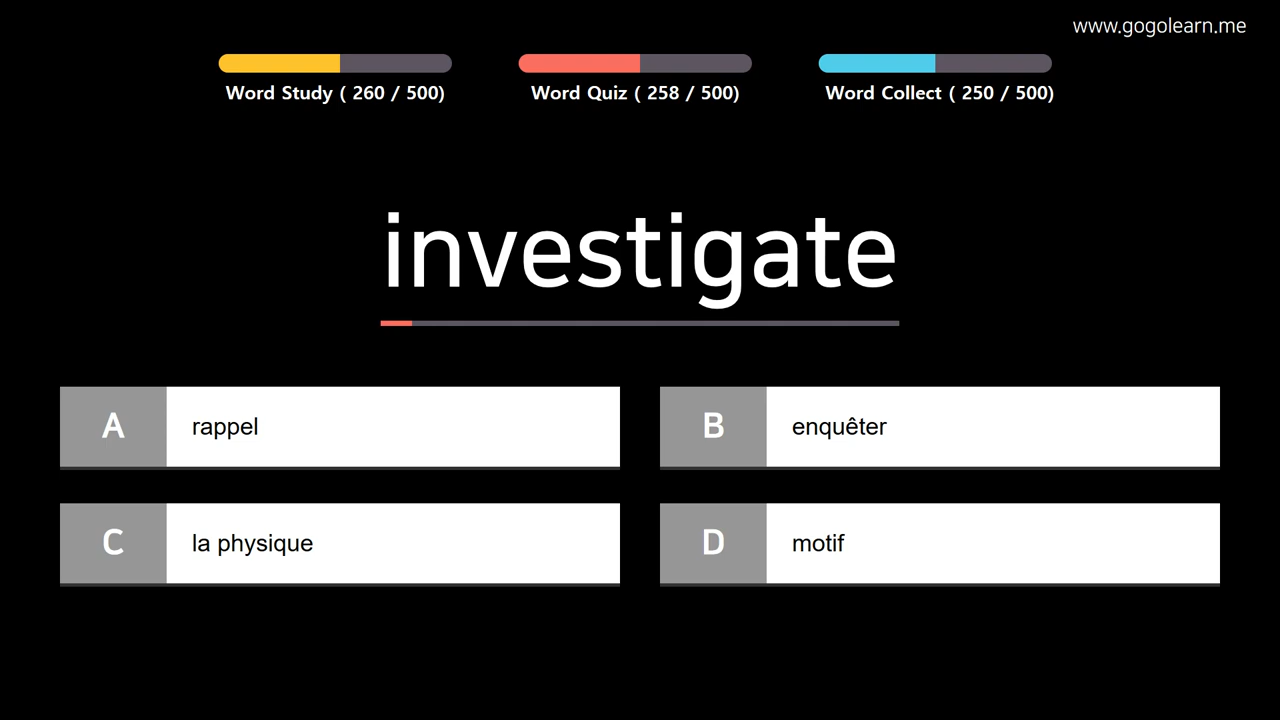 www.gogolearn.me
Word Study ( 260 / 500)
Word Quiz ( 258 / 500)
Word Collect ( 250 / 500)
investigate
A
rappel
B
enquêter
C
la physique
D
motif